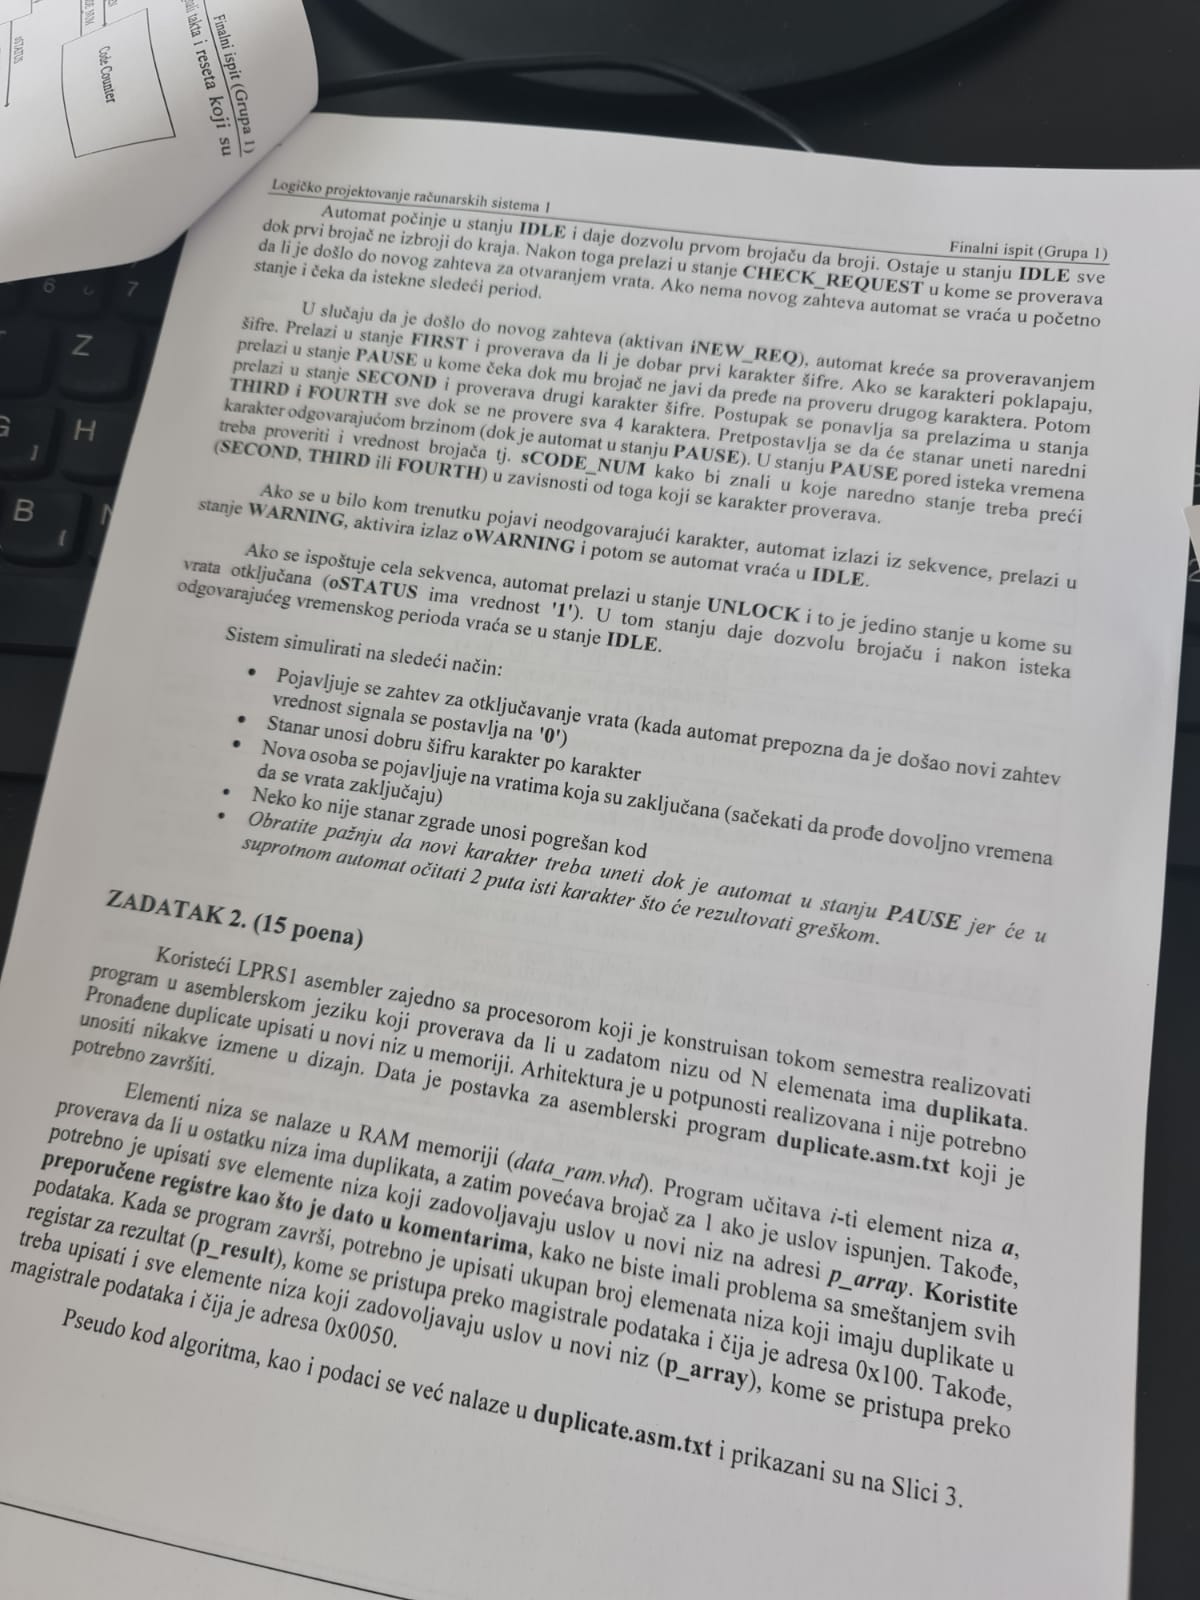 Finalni ispit (Grupa 1)
takta i reseta koji su
Code Counter
oSTATUS
Logičko projektovanje računarskih sistema 1
Finalni ispit (Grupa 1)
Automat počinje u stanju IDLE i daje dozvolu prvom brojaču da broji. Ostaje u stanju IDLE sve
dok prvi brojač ne izbroji do kraja. Nakon toga prelazi u stanje CHECK_REQUEST u kome se proverava
da li je došlo do novog zahteva za otvaranjem vrata. Ako nema novog zahteva automat se vraća u početno
stanje i čeka da istekne sledeći period.
U slučaju da je došlo do novog zahteva (aktivan iNEW_REQ), automat kreće sa proveravanjem
šifre. Prelazi u stanje FIRST i proverava da li je dobar prvi karakter šifre. Ako se karakteri poklapaju,
prelazi u stanje PAUSE u kome čeka dok mu brojač ne javi da pređe na proveru drugog karaktera. Potom
prelazi u stanje SECOND i proverava drugi karakter šifre. Postupak se ponavlja sa prelazima u stanja
THIRD i FOURTH sve dok se ne provere sva 4 karaktera. Pretpostavlja se da će stanar uneti naredni
karakter odgovarajućom brzinom (dok je automat u stanju PAUSE). U stanju PAUSE pored isteka vremena
treba proveriti i vrednost brojača tj. sCODE_NUM kako bi znali u koje naredno stanje treba preći
(SECOND, THIRD ili FOURTH) u zavisnosti od toga koji se karakter proverava.
Ako se u bilo kom trenutku pojavi neodgovarajući karakter, automat izlazi iz sekvence, prelazi u
stanje WARNING, aktivira izlaz oWARNING i potom se automat vraća u IDLE.
Ako se ispoštuje cela sekvenca, automat prelazi u stanje UNLOCK i to je jedino stanje u kome su
vrata otključana (oSTATUS ima vrednost '1'). U tom stanju daje dozvolu brojaču i nakon isteka
odgovarajućeg vremenskog perioda vraća se u stanje IDLE.
Sistem simulirati na sledeći način:
• Pojavljuje se zahtev za otključavanje vrata (kada automat prepozna da je došao novi zahtev
vrednost signala se postavlja na '0')
• Stanar unosi dobru šifru karakter po karakter
• Nova osoba se pojavljuje na vratima koja su zaključana (sačekati da prođe dovoljno vremena
da se vrata zaključaju)
• Neko ko nije stanar zgrade unosi pogrešan kod
• Obratite pažnju da novi karakter treba uneti dok je automat u stanju PAUSE jer će u
suprotnom automat očitati 2 puta isti karakter što će rezultovati greškom.
ZADATAK 2. (15 poena)
Koristeći LPRS1 asembler zajedno sa procesorom koji je konstruisan tokom semestra realizovati
program u asemblerskom jeziku koji proverava da li u zadatom nizu od N elemenata ima duplikata.
Pronađene duplicate upisati u novi niz u memoriji. Arhitektura je u potpunosti realizovana i nije potrebno
unositi nikakve izmene u dizajn. Data je postavka za asemblerski program duplicate.asm.txt koji je
potrebno završiti.
Elementi niza se nalaze u RAM memoriji (data_ram.vhd). Program učitava i-ti element niza a,
proverava da li u ostatku niza ima duplikata, a zatim povećava brojač za 1 ako je uslov ispunjen. Takođe,
potrebno je upisati sve elemente niza koji zadovoljavaju uslov u novi niz na adresi p_array. Koristite
preporučene registre kao što je dato u komentarima, kako ne biste imali problema sa smeštanjem svih
podataka. Kada se program završi, potrebno je upisati ukupan broj elemenata niza koji imaju duplikate u
registar za rezultat (p_result), kome se pristupa preko magistrale podataka i čija je adresa 0x100. Takođe,
treba upisati i sve elemente niza koji zadovoljavaju uslov u novi niz (p_array), kome se pristupa preko
magistrale podataka i čija je adresa 0x0050.
Pseudo kod algoritma, kao i podaci se već nalaze u duplicate.asm.txt i prikazani su na Slici 3.
6
7
Z
G
H
]
B
N
{